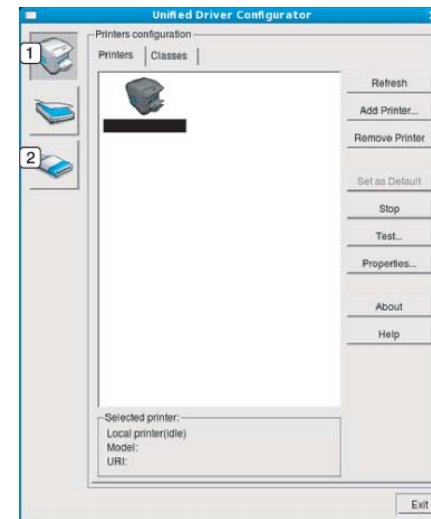 Unified Driver Configurator
1
2
Printers configuration
Printers
Classes
Refresh
Add Printer...
Remove Printer
Set as Default
Stop
Test...
Properties...
About
Help
Selected printer:
Local printer(idle)
Model:
URI:
Exit